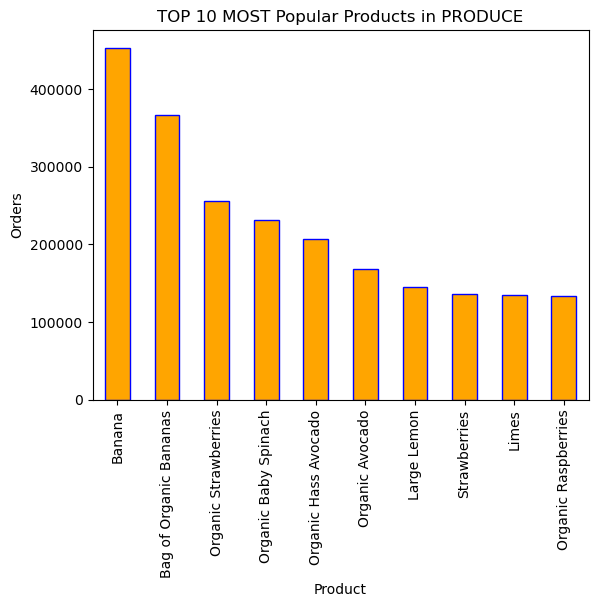 TOP 10 MOST Popular Products in PRODUCE
Orders
400000
300000
200000
100000
0
Banana
Bag of Organic Bananas
Organic Strawberries
Organic Baby Spinach
Organic Hass Avocado
Organic Avocado
Large Lemon
Strawberries
Limes
Organic Raspberries
Product